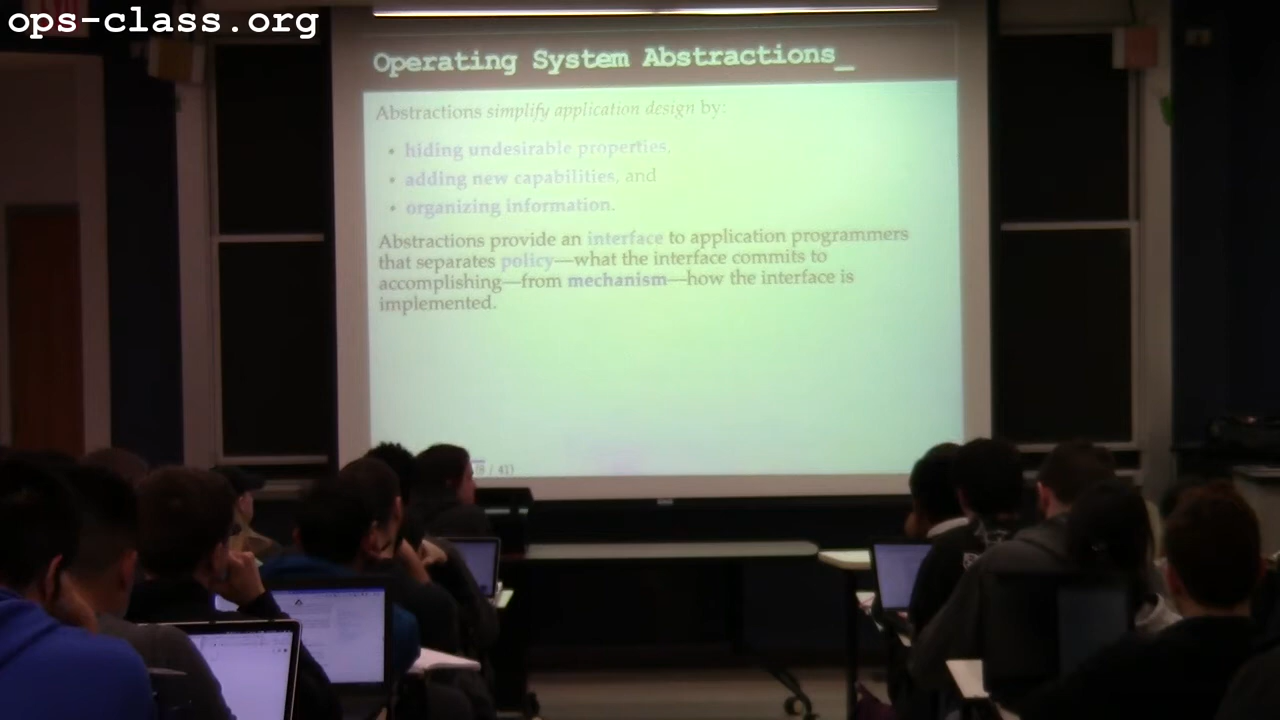 ops-class.org
Operating System Abstractions_
Abstractions simplify application design by:
• hiding undesirable properties,
• adding new capabilities, and
• organizing information.
Abstractions provide an interface to application programmers
that separates policy—what the interface commits to
accomplishing—from mechanism—how the interface is
implemented.
/ 41)